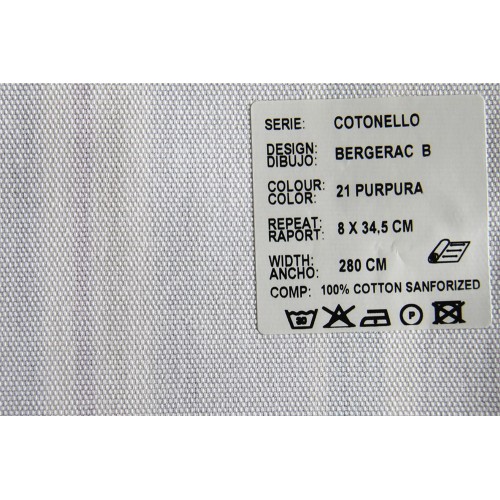 SERIE: COTONELLO
DESIGN:
DIBUJO: BERGERAC B
COLOUR:
COLOR: 21 PURPURA
REPEAT:
RAPORT: 8 X 34,5 CM
WIDTH:
ANCHO: 280 CM
COMP: 100% COTTON SANFORIZED
30 P